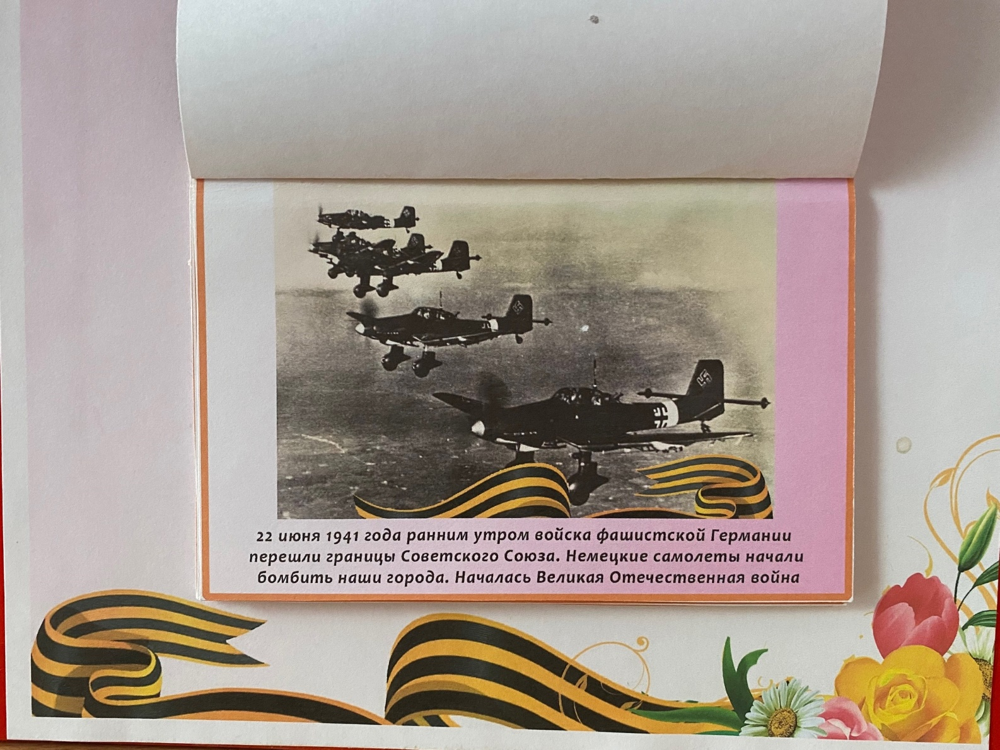 22 июня 1941 года ранним утром войска фашистской Германии
перешли границы Советского Союза. Немецкие самолеты начали
бомбить наши города. Началась Великая Отечественная война